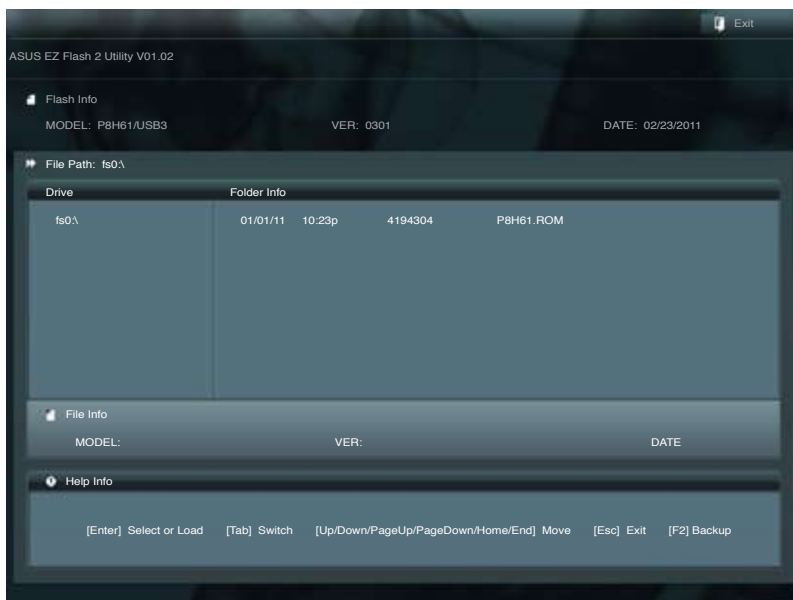 Exit
ASUS EZ Flash 2 Utility V01.02
Flash Info
MODEL: P8H61/USB3 VER: 0301 DATE: 02/23/2011
File Path: fs0:\
Drive Folder Info
fs0:\ 01/01/11 10:23p 4194304 P8H61.ROM
File Info
MODEL: VER: DATE
Help Info
[Enter] Select or Load [Tab] Switch [Up/Down/PageUp/PageDown/Home/End] Move [Esc] Exit [F2] Backup